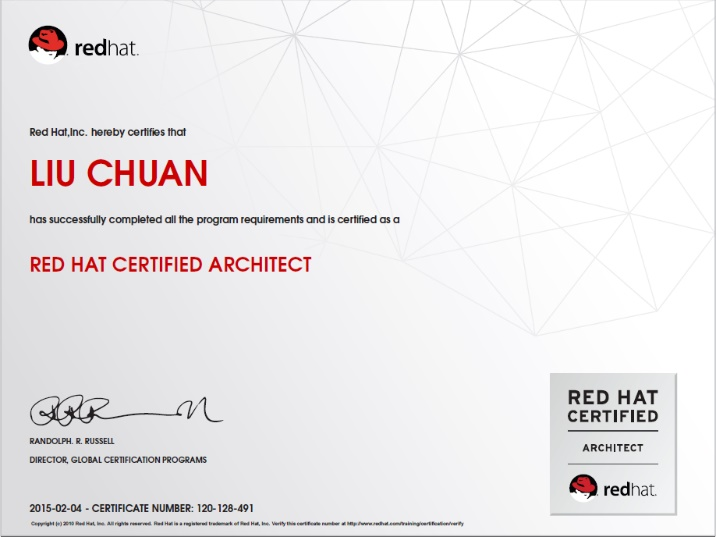 redhat.
Red Hat,Inc. hereby certifies that
LIU CHUAN
has successfully completed all the program requirements and is certified as a
RED HAT CERTIFIED ARCHITECT
RANDOLPH. R. RUSSELL
DIRECTOR, GLOBAL CERTIFICATION PROGRAMS
RED HAT
CERTIFIED
ARCHITECT
redhat.
2015-02-04 - CERTIFICATE NUMBER: 120-128-491
Copyright (c) 2010 Red Hat, Inc. All rights reserved. Red Hat is a registered trademark of Red Hat, Inc. Verify this certificate number at http://www.redhat.com/training/certification/verify